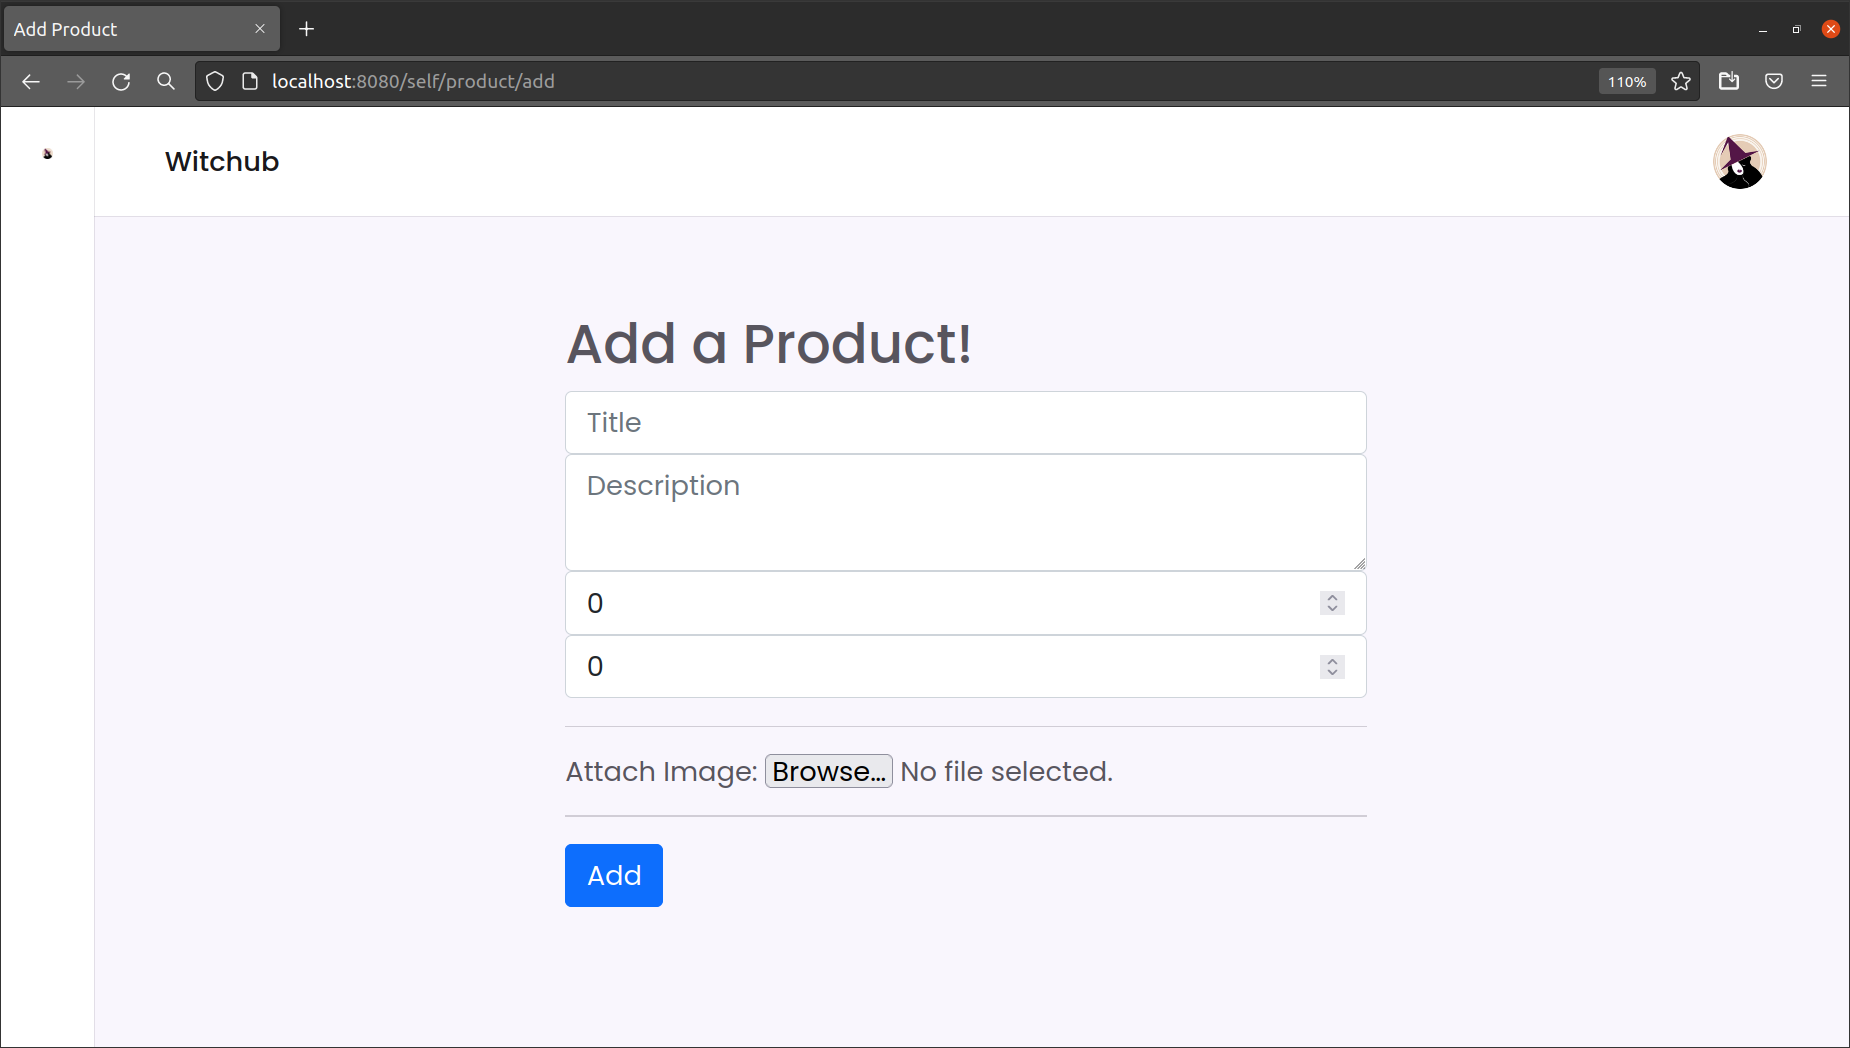 Add Product
localhost:8080/self/product/add
110%
Witchub
Add a Product!
Title
Description
0
0
Attach Image: Browse... No file selected.
Add